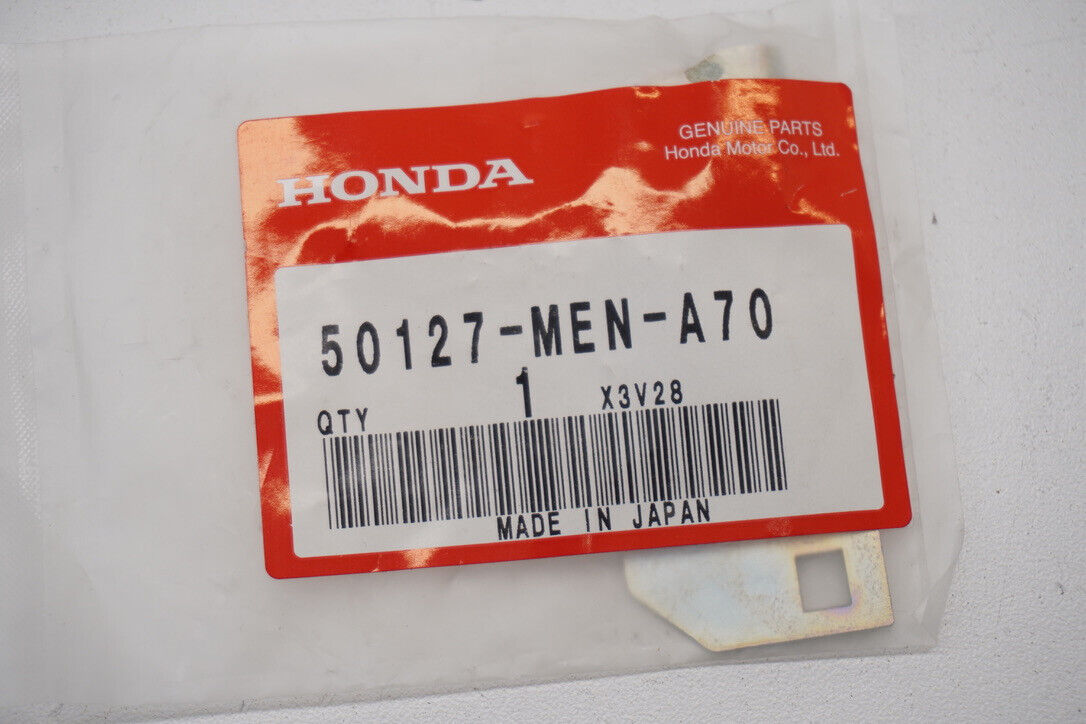 GENUINE PARTS
Honda Motor Co., Ltd.
HONDA
50127-MEN-A70
QTY 1 X3V28
MADE IN JAPAN